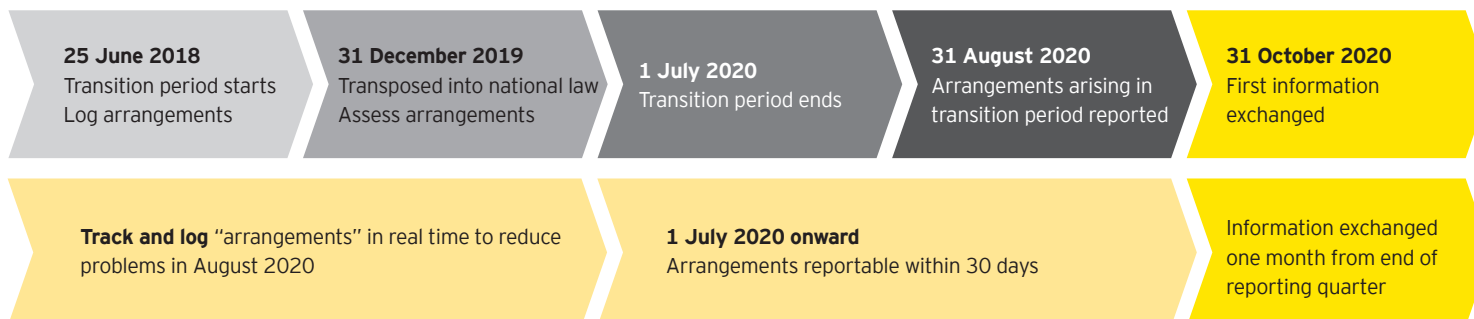 25 June 2018
Transition period starts
Log arrangements
31 December 2019
Transposed into national law
Assess arrangements
1 July 2020
Transition period ends
31 August 2020
Arrangements arising in
transition period reported
31 October 2020
First information
exchanged
Track and log “arrangements” in real time to reduce
problems in August 2020
1 July 2020 onward
Arrangements reportable within 30 days
Information exchanged
one month from end of
reporting quarter